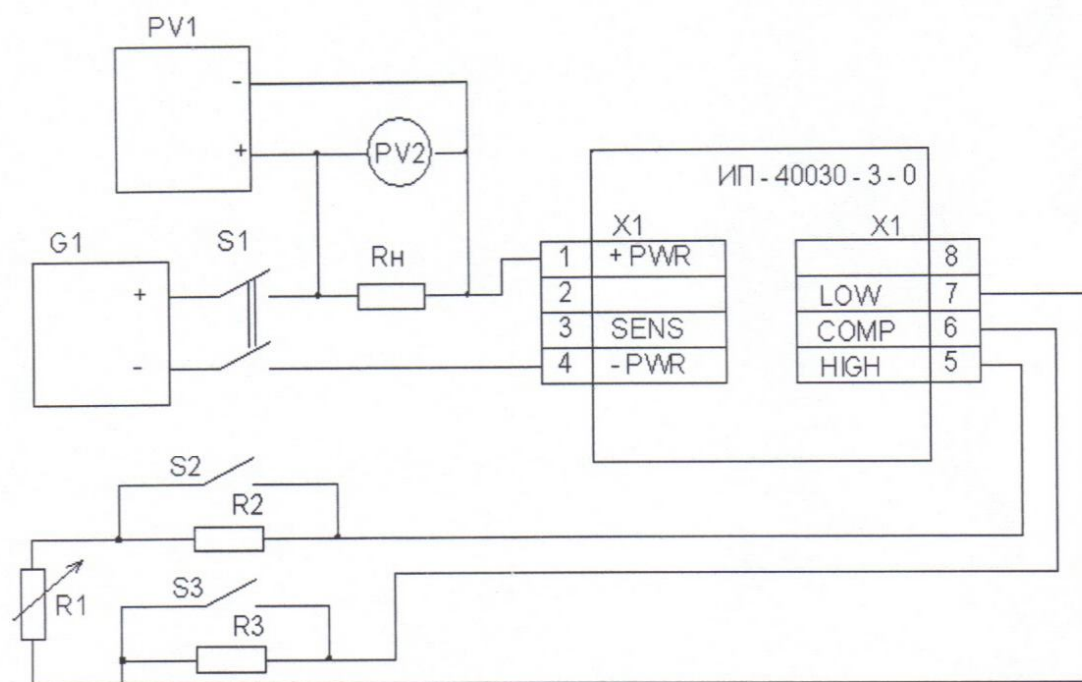 PV1
-
+
PV2
ИП - 40030 - 3 - 0
G1
S1
Rн
X1
X1
+
-
1 + PWR
2
3 SENS
4 - PWR
8
LOW 7
COMP 6
HIGH 5
S2
R2
R1
S3
R3